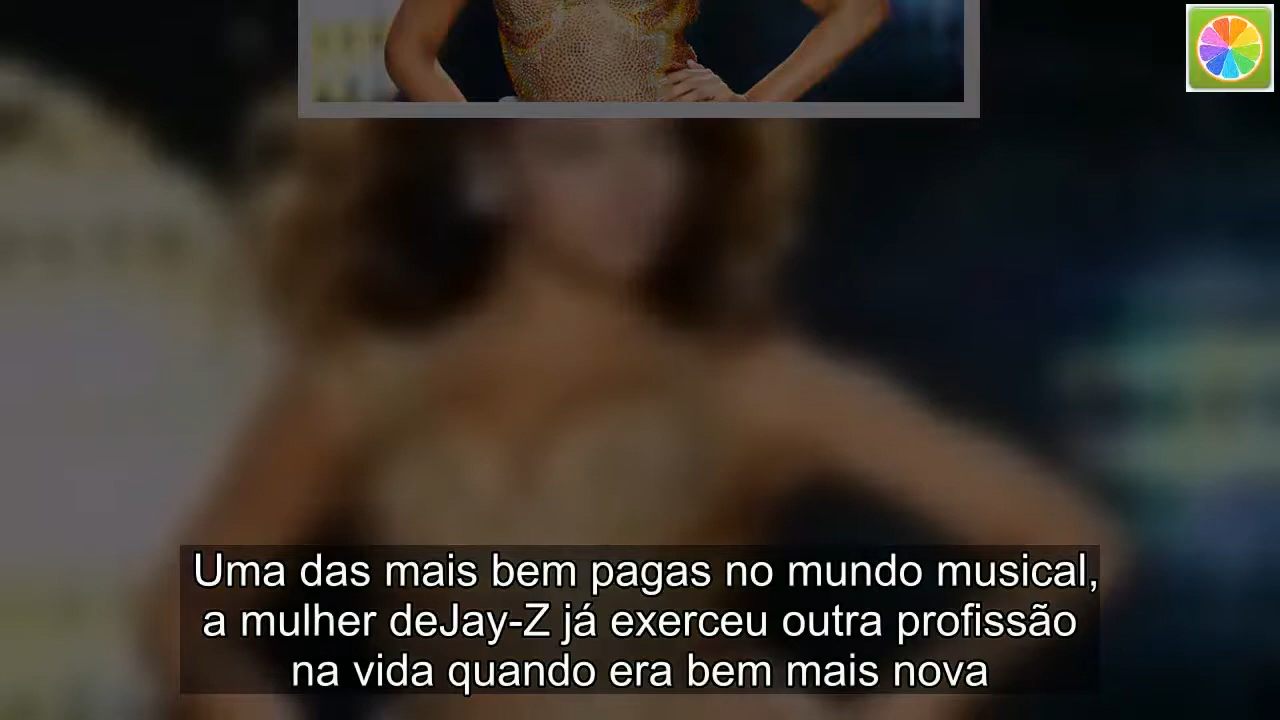 Uma das mais bem pagas no mundo musical,
a mulher deJay-Z já exerceu outra profissão
na vida quando era bem mais nova